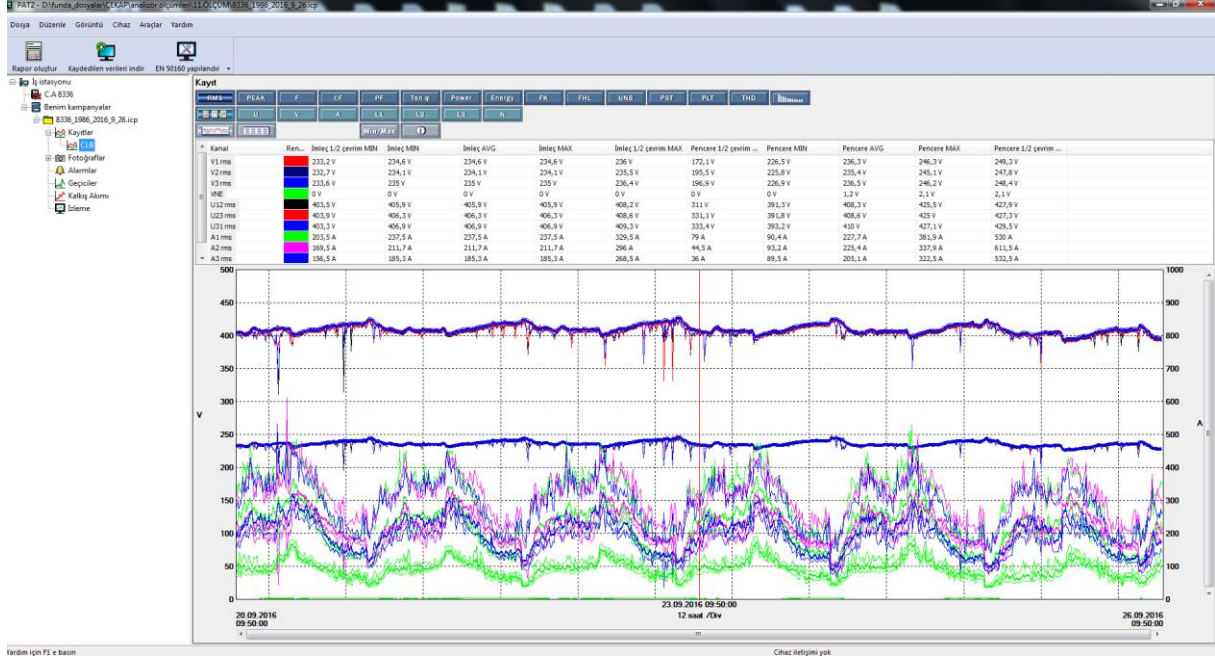 PAT2 - D:\funda_dosyalar\ÇEKAP\analizör ölçümleri\11.ÖLÇÜM\8336_1986_2016_9_26.icp
Dosya Düzenle Görüntü Cihaz Araçlar Yardım
Rapor oluştur Kaydedilen verileri indir EN 50160 yapılandır
İş istasyonu
C.A 8336
Benim kampanyalar
8336_1986_2016_9_26.icp
Kayıtlar
CLB
Fotoğraflar
Alarmlar
Geçiciler
Kalkış Akımı
İzleme
Kayıt
RMS PEAK F CF PF Tan φ Power Energy FK FHL UNB PST PLT THD
U V A L1 L2 L3 N
Min/Max
Kanal Ren... İmleç 1/2 çevrim MIN İmleç MIN İmleç AVG İmleç MAX İmleç 1/2 çevrim MAX Pencere 1/2 çevrim ... Pencere MIN Pencere AVG Pencere MAX Pencere 1/2 çevrim ...
V1 rms 233,2 V 234,6 V 234,6 V 234,6 V 236 V 172,1 V 226,5 V 236,3 V 246,3 V 249,3 V
V2 rms 232,7 V 234,1 V 234,1 V 234,1 V 235,5 V 195,5 V 225,8 V 235,4 V 245,1 V 247,8 V
V3 rms 233,6 V 235 V 235 V 235 V 236,4 V 196,9 V 226,9 V 236,5 V 246,2 V 248,4 V
VNE 0 V 0 V 0 V 0 V 0 V 0 V 0 V 1,2 V 2,1 V 2,1 V
U12 rms 403,5 V 405,9 V 405,9 V 405,9 V 408,2 V 311 V 391,3 V 408,3 V 425,5 V 427,9 V
U23 rms 403,9 V 406,3 V 406,3 V 406,3 V 408,6 V 331,1 V 391,8 V 408,6 V 425 V 427,3 V
U31 rms 403,3 V 406,9 V 406,9 V 406,9 V 409,3 V 333,4 V 393,2 V 410 V 427,1 V 429,5 V
A1 rms 203,5 A 237,5 A 237,5 A 237,5 A 329,5 A 79 A 90,4 A 227,7 A 381,9 A 530 A
A2 rms 169,5 A 211,7 A 211,7 A 211,7 A 296 A 44,5 A 93,2 A 225,4 A 337,9 A 611,5 A
A3 rms 156,5 A 185,3 A 185,3 A 185,3 A 268,5 A 36 A 89,5 A 205,1 A 322,5 A 532,5 A
500 1000
450 900
400 800
350 700
300 600
V A
250 500
200 400
150 300
100 200
50 100
0 0
20.09.2016 23.09.2016 09:50:00 26.09.2016
09:50:00 12 saat /Div 09:50:00
Yardım için F1 e basın Cihaz iletişimi yok